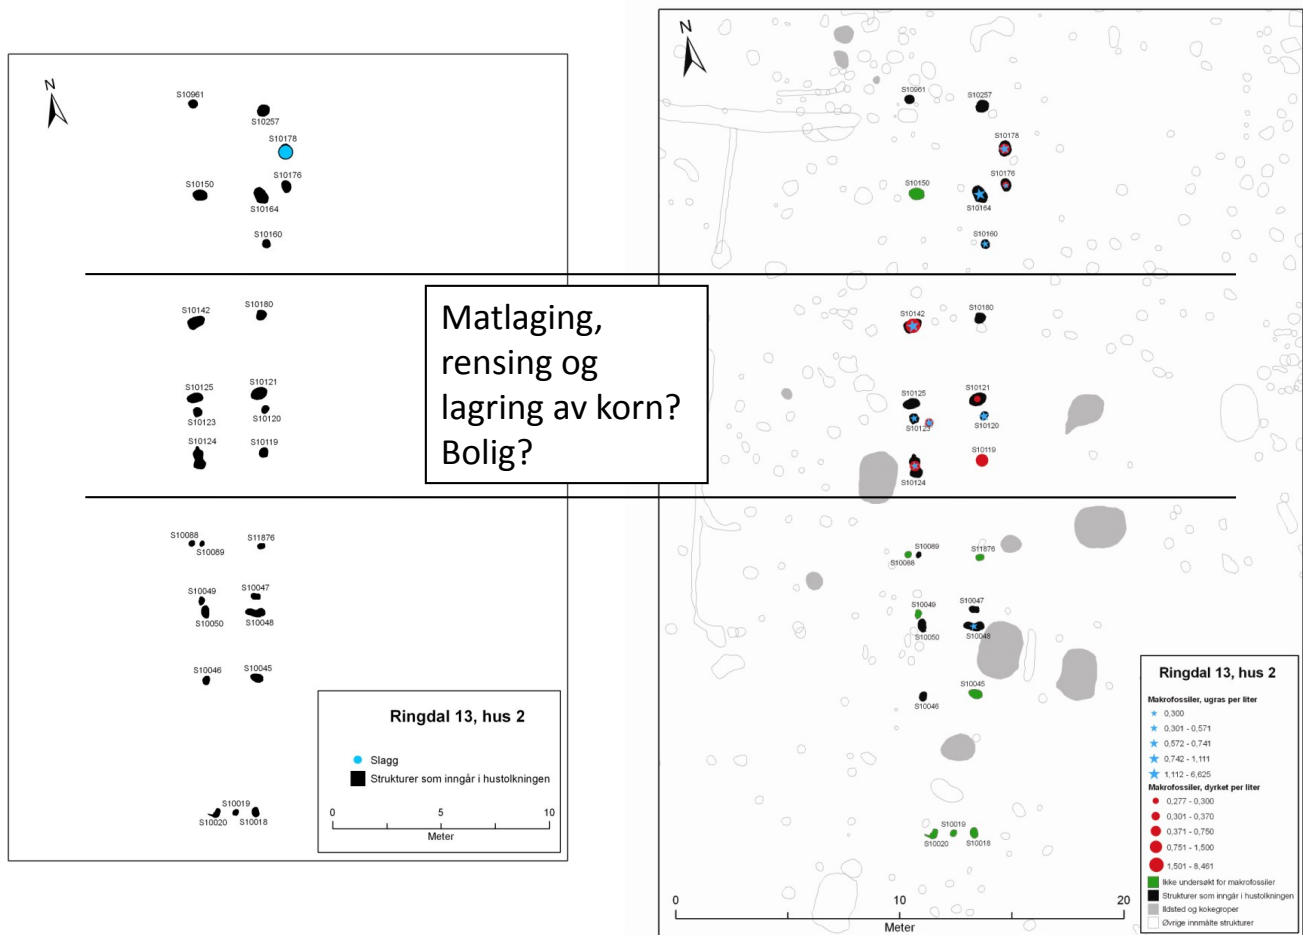 N
S10961
S10257
S10178
S10176
S10150
S10164
S10160
S10142
S10180
S10125
S10121
S10123
S10120
S10124
S10119
S10088
S10089
S11876
S10049
S10047
S10050
S10048
S10046
S10045
S10019
S10020
S10018
Ringdal 13, hus 2
Slagg
Strukturer som inngår i hustolkningen
0 5 10
Meter
Matlaging,
rensing og
lagring av korn?
Bolig?
N
S10961
S10257
S10178
S10176
S10150
S10164
S10160
S10142
S10180
S10125
S10121
S10123
S10120
S10124
S10119
S10089
S10088
S11876
S10049
S10047
S10050
S10048
S10046
S10045
S10019
S10020
S10018
0 10 20
Meter
Ringdal 13, hus 2
Makrofossiler, ugras per liter
0,300
0,301 - 0,571
0,572 - 0,741
0,742 - 1,111
1,112 - 6,625
Makrofossiler, dyrket per liter
0,277 - 0,300
0,301 - 0,370
0,371 - 0,750
0,751 - 1,500
1,501 - 8,461
Ikke undersøkt for makrofossiler
Strukturer som inngår i hustolkningen
Ildsted og kokegroper
Øvrige innmålte strukturer